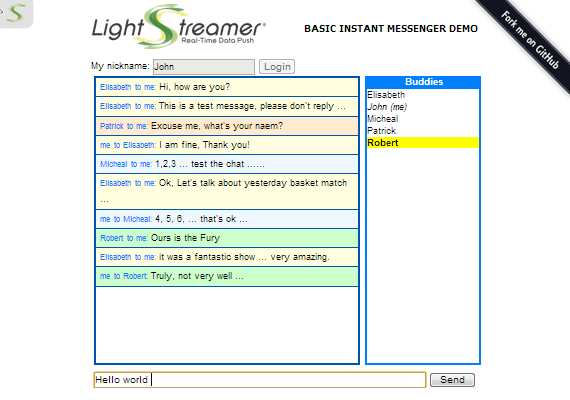 Light Streamer
Real-Time Data Push
BASIC INSTANT MESSENGER DEMO
Fork me on GitHub
My nickname: John Login
Elisabeth to me: Hi, how are you?
Elisabeth to me: This is a test message, please don't reply ...
Patrick to me: Excuse me, what's your naem?
me to Elisabeth: I am fine, Thank you!
Micheal to me: 1,2,3 ... test the chat ......
Elisabeth to me: Ok, Let's talk about yesterday basket match
...
me to Micheal: 4, 5, 6, ... that's ok ...
Robert to me: Ours is the Fury
Elisabeth to me: it was a fantastic show ... very amazing.
me to Robert: Truly, not very well ...
Buddies
Elisabeth
John (me)
Micheal
Patrick
Robert
Hello world
Send